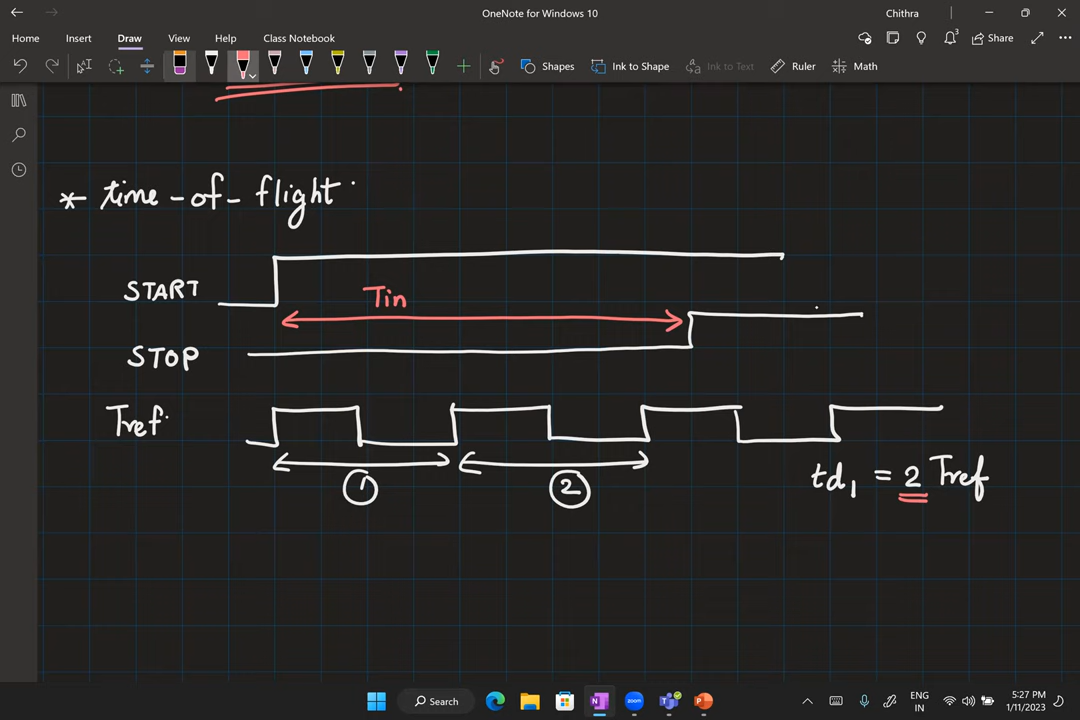 OneNote for Windows 10
Chithra
Home Insert Draw View Help Class Notebook
Share
Shapes Ink to Shape Ink to Text Ruler Math
* time-of-flight
START
Tin
STOP
Tref
① ②
td₁ = 2 Tref
Search
ENG
IN
5:27 PM
1/11/2023